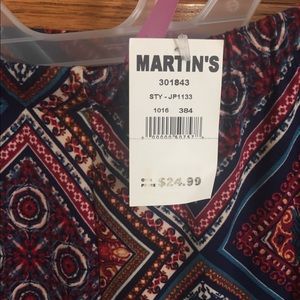 MARTIN'S
301843
STY - JP1133
1016 384
$24.99